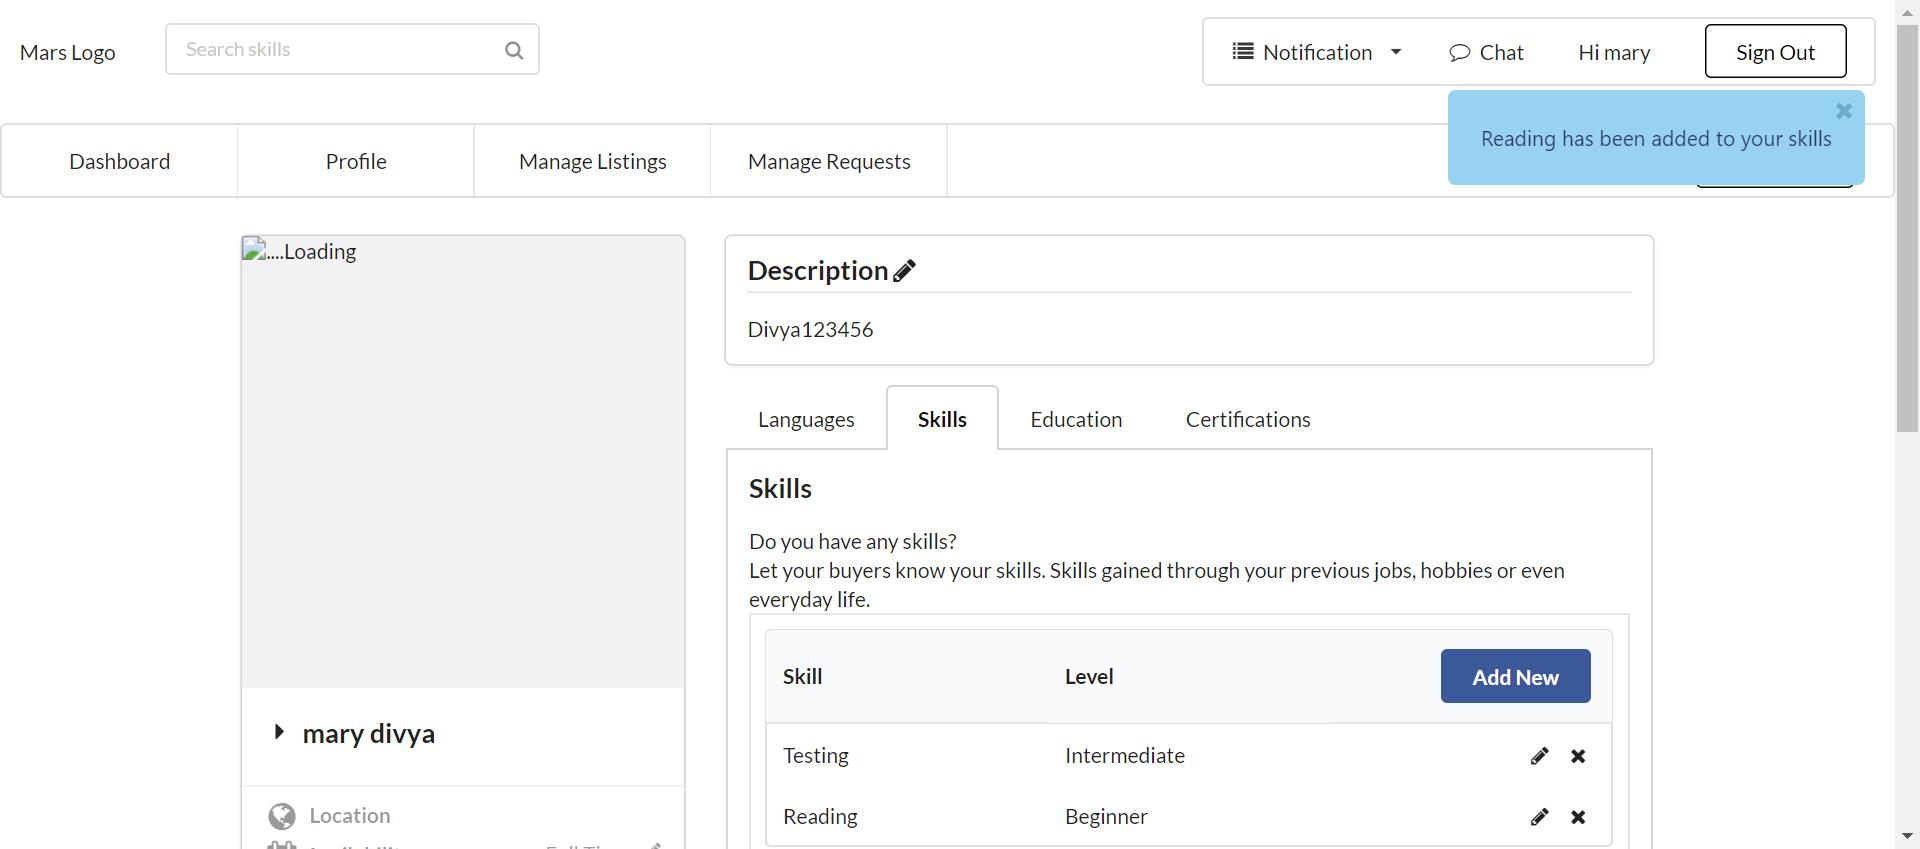 Mars Logo
Search skills
Notification
Chat
Hi mary
Sign Out
Reading has been added to your skills
Dashboard
Profile
Manage Listings
Manage Requests
....Loading
Description
Divya123456
Languages
Skills
Education
Certifications
Skills
Do you have any skills?
Let your buyers know your skills. Skills gained through your previous jobs, hobbies or even
everyday life.
Skill
Level
Add New
Testing
Intermediate
Reading
Beginner
mary divya
Location